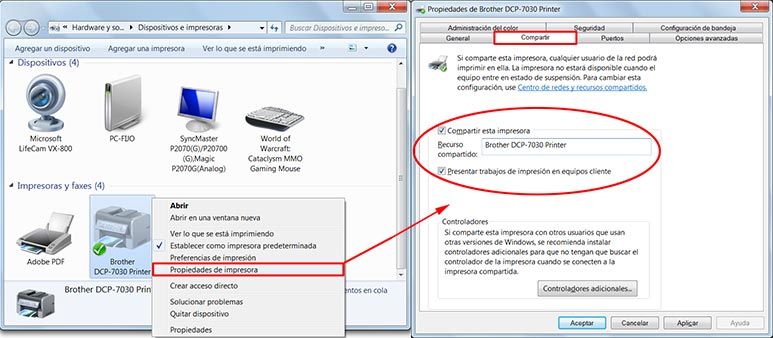 « Hardware y so... ▸ Dispositivos e impresoras ▸
Buscar Dispositivos e impresoras
Agregar un dispositivo
Agregar una impresora
Ver lo que se está imprimiendo
»
Dispositivos (4)
Microsoft
LifeCam VX-800
PC-FIJO
SyncMaster
P2070(G)/P20700
(G),Magic
P2070G(Analog)
World of
Warcraft:
Cataclysm MMO
Gaming Mouse
Impresoras y faxes (4)
Adobe PDF
Brother
DCP-7030 Printer
Abrir
Abrir en una ventana nueva
Ver lo que se está imprimiendo
Establecer como impresora predeterminada
Preferencias de impresión
Propiedades de impresora
Crear acceso directo
Solucionar problemas
Quitar dispositivo
Propiedades
Brother DCP-7030 Prin
entos en cola
Propiedades de Brother DCP-7030 Printer
Administración del color
Seguridad
Configuración de bandeja
General
Compartir
Puertos
Opciones avanzadas
Si comparte esta impresora, cualquier usuario de la red podrá
imprimir en ella. La impresora no estará disponible cuando el
equipo entre en estado de suspensión. Para cambiar esta
configuración, use Centro de redes y recursos compartidos.
Compartir esta impresora
Recurso
compartido:
Brother DCP-7030 Printer
Presentar trabajos de impresión en equipos cliente
Controladores
Si comparte esta impresora con otros usuarios que usan
otras versiones de Windows, se recomienda instalar
controladores adicionales para que no tengan que buscar el
controlador de la impresora cuando se conecten a la
impresora compartida.
Controladores adicionales...
Aceptar
Cancelar
Aplicar
Ayuda